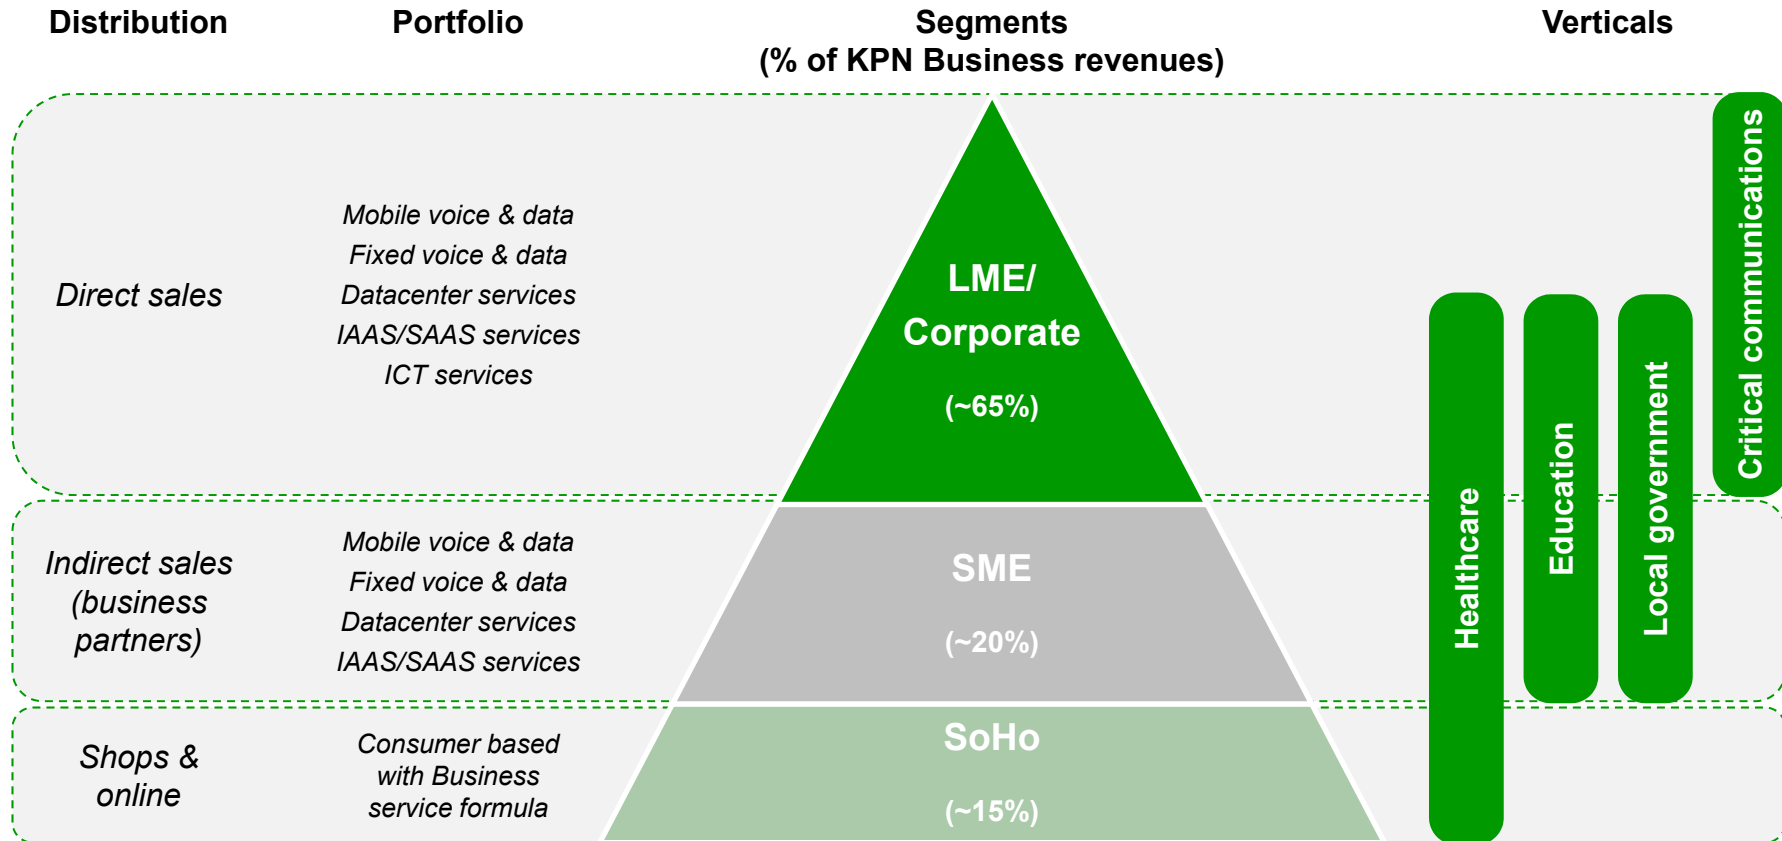 Distribution
Portfolio
Segments
(% of KPN Business revenues)
Verticals
Direct sales
Mobile voice & data
Fixed voice & data
Datacenter services
IAAS/SAAS services
ICT services
LME/
Corporate
(~65%)
Critical communications
Indirect sales
(business
partners)
Mobile voice & data
Fixed voice & data
Datacenter services
IAAS/SAAS services
SME
(~20%)
Healthcare
Education
Local government
Shops &
online
Consumer based
with Business
service formula
SoHo
(~15%)